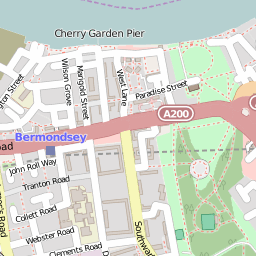 Cherry Garden Pier
Wilson Grove
Marigold Street
West Lane
Paradise Street
A200
Bermondsey
John Roll Way
Tranton Road
Collett Road
Webster Road
Clements Road